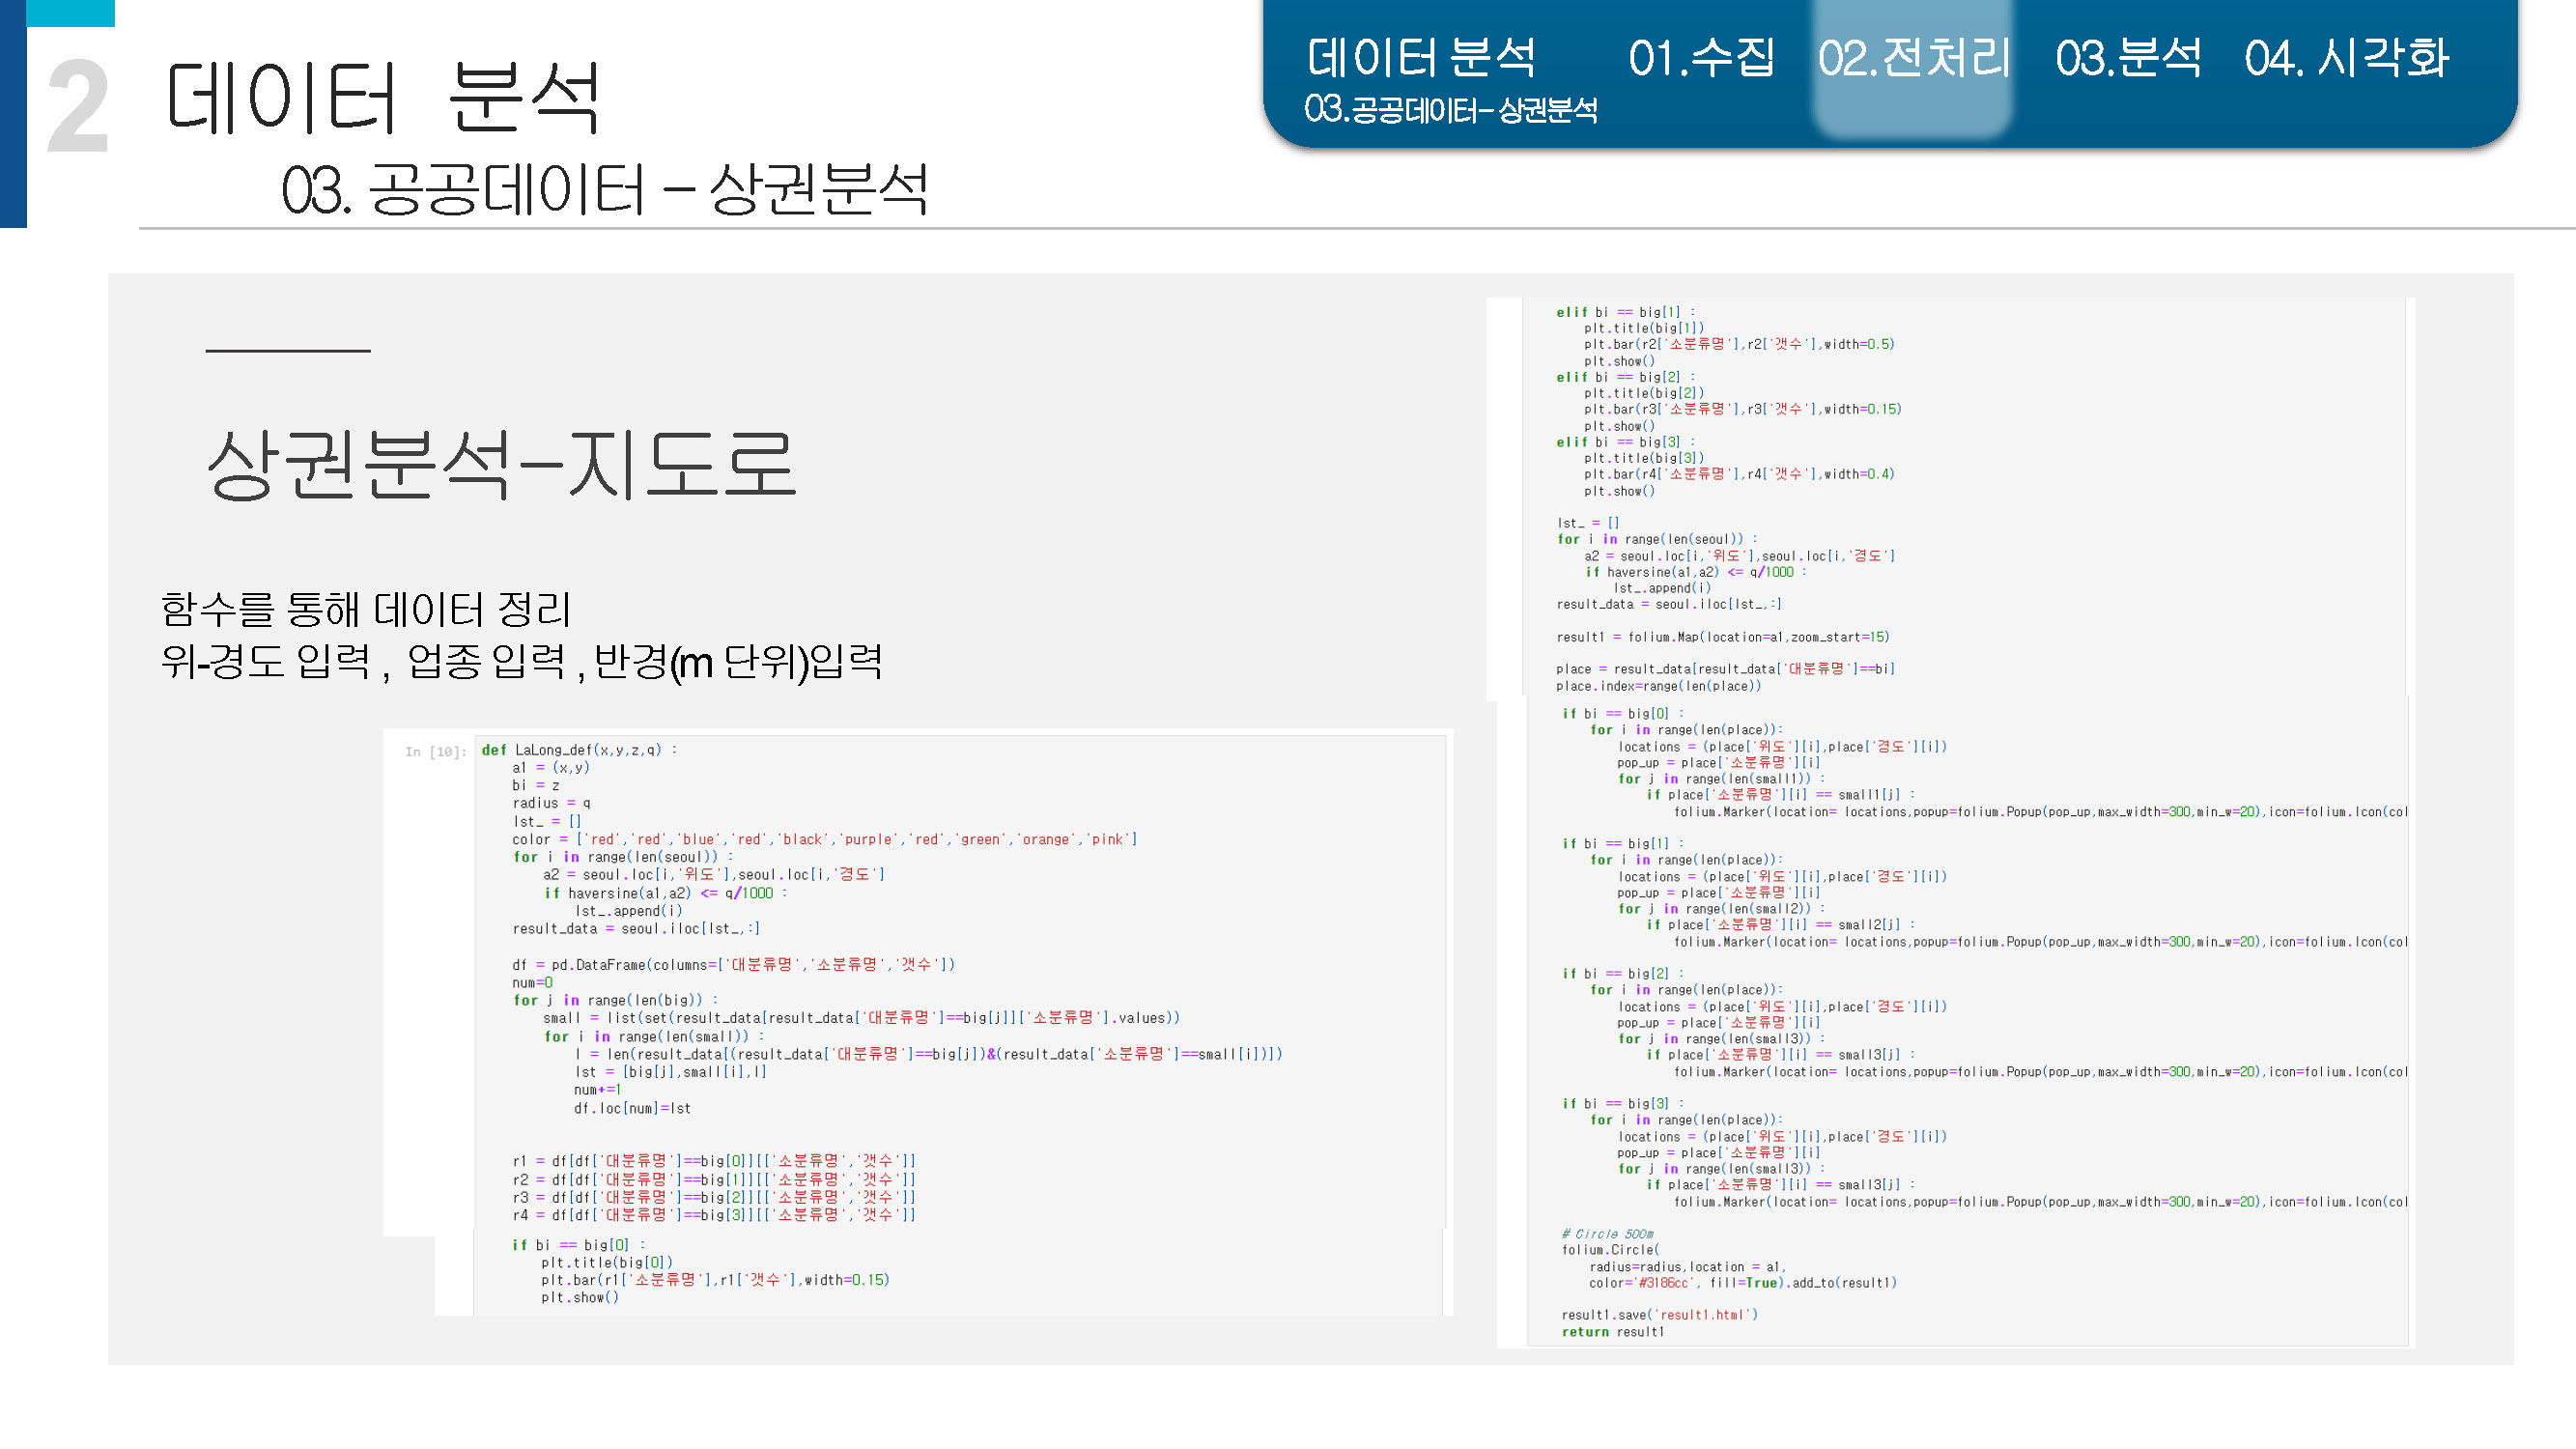 2
데이터 분석
03. 공공데이터 – 상권분석
데이터 분석 01.수집 02.전처리 03.분석 04. 시각화
03.공공데이터– 상권분석
상권분석-지도로
함수를 통해 데이터 정리
위-경도 입력 , 업종 입력 , 반경(m 단위)입력
In [10]: def LaLong_def(x,y,z,q) :
a1 = (x,y)
bi = z
radius = q
lst_ = []
color = ['red','red','blue','red','black','purple','red','green','orange','pink']
for i in range(len(seoul)) :
a2 = seoul.loc[i,'위도'],seoul.loc[i,'경도']
if haversine(a1,a2) <= q/1000 :
lst_.append(i)
result_data = seoul.iloc[lst_,:]
df = pd.DataFrame(columns=['대분류명','소분류명','갯수'])
num=0
for j in range(len(big)) :
small = list(set(result_data[result_data['대분류명']==big[j]]['소분류명'].values))
for i in range(len(small)) :
l = len(result_data[(result_data['대분류명']==big[j])&(result_data['소분류명']==small[i])])
lst = [big[j],small[i],l]
num+=1
df.loc[num]=lst
r1 = df[df['대분류명']==big[0]][['소분류명','갯수']]
r2 = df[df['대분류명']==big[1]][['소분류명','갯수']]
r3 = df[df['대분류명']==big[2]][['소분류명','갯수']]
r4 = df[df['대분류명']==big[3]][['소분류명','갯수']]
if bi == big[0] :
plt.title(big[0])
plt.bar(r1['소분류명'],r1['갯수'],width=0.15)
plt.show()
elif bi == big[1] :
plt.title(big[1])
plt.bar(r2['소분류명'],r2['갯수'],width=0.5)
plt.show()
elif bi == big[2] :
plt.title(big[2])
plt.bar(r3['소분류명'],r3['갯수'],width=0.15)
plt.show()
elif bi == big[3] :
plt.title(big[3])
plt.bar(r4['소분류명'],r4['갯수'],width=0.4)
plt.show()
lst_ = []
for i in range(len(seoul)) :
a2 = seoul.loc[i,'위도'],seoul.loc[i,'경도']
if haversine(a1,a2) <= q/1000 :
lst_.append(i)
result_data = seoul.iloc[lst_,:]
result1 = folium.Map(location=a1,zoom_start=15)
place = result_data[result_data['대분류명']==bi]
place.index=range(len(place))
if bi == big[0] :
for i in range(len(place)):
locations = (place['위도'][i],place['경도'][i])
pop_up = place['소분류명'][i]
for j in range(len(small1)) :
if place['소분류명'][i] == small1[j] :
folium.Marker(location= locations,popup=folium.Popup(pop_up,max_width=300,min_w=20),icon=folium.Icon(col
if bi == big[1] :
for i in range(len(place)):
locations = (place['위도'][i],place['경도'][i])
pop_up = place['소분류명'][i]
for j in range(len(small2)) :
if place['소분류명'][i] == small2[j] :
folium.Marker(location= locations,popup=folium.Popup(pop_up,max_width=300,min_w=20),icon=folium.Icon(col
if bi == big[2] :
for i in range(len(place)):
locations = (place['위도'][i],place['경도'][i])
pop_up = place['소분류명'][i]
for j in range(len(small3)) :
if place['소분류명'][i] == small3[j] :
folium.Marker(location= locations,popup=folium.Popup(pop_up,max_width=300,min_w=20),icon=folium.Icon(col
if bi == big[3] :
for i in range(len(place)):
locations = (place['위도'][i],place['경도'][i])
pop_up = place['소분류명'][i]
for j in range(len(small3)) :
if place['소분류명'][i] == small3[j] :
folium.Marker(location= locations,popup=folium.Popup(pop_up,max_width=300,min_w=20),icon=folium.Icon(col
# Circle 500m
folium.Circle(
radius=radius,location = a1,
color='#3186cc', fill=True).add_to(result1)
result1.save('result1.html')
return result1